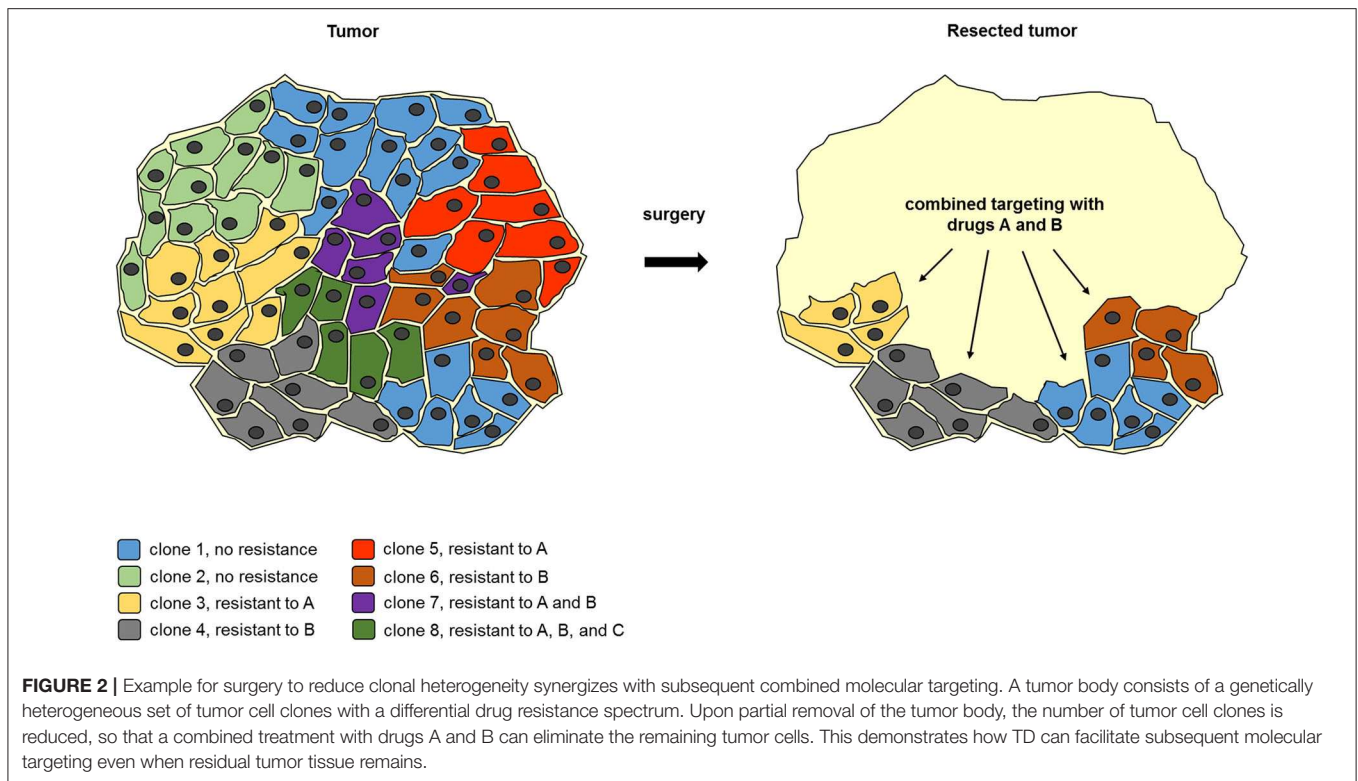 Tumor
Resected tumor
surgery
combined targeting with
drugs A and B
clone 1, no resistance
clone 2, no resistance
clone 3, resistant to A
clone 4, resistant to B
clone 5, resistant to A
clone 6, resistant to B
clone 7, resistant to A and B
clone 8, resistant to A, B, and C
FIGURE 2 | Example for surgery to reduce clonal heterogeneity synergizes with subsequent combined molecular targeting. A tumor body consists of a genetically
heterogeneous set of tumor cell clones with a differential drug resistance spectrum. Upon partial removal of the tumor body, the number of tumor cell clones is
reduced, so that a combined treatment with drugs A and B can eliminate the remaining tumor cells. This demonstrates how TD can facilitate subsequent molecular
targeting even when residual tumor tissue remains.